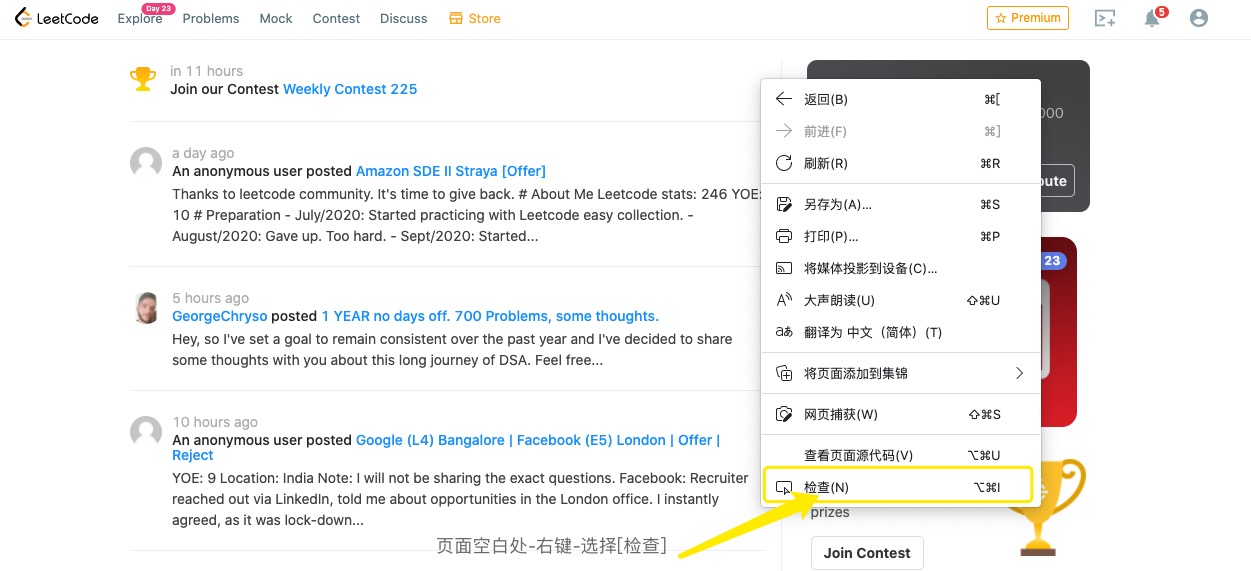 LeetCode
Explore
Day 23
Problems
Mock
Contest
Discuss
Store
Premium
5
in 11 hours
Join our Contest Weekly Contest 225
a day ago
An anonymous user posted Amazon SDE II Straya [Offer]
Thanks to leetcode community. It's time to give back. # About Me Leetcode stats: 246 YOE:
10 # Preparation - July/2020: Started practicing with Leetcode easy collection. -
August/2020: Gave up. Too hard. - Sept/2020: Started...
5 hours ago
GeorgeChryso posted 1 YEAR no days off. 700 Problems, some thoughts.
Hey, so I've set a goal to remain consistent over the past year and I've decided to share
some thoughts with you about this long journey of DSA. Feel free...
10 hours ago
An anonymous user posted Google (L4) Bangalore | Facebook (E5) London | Offer |
Reject
YOE: 9 Location: India Note: I will not be sharing the exact questions. Facebook: Recruiter
reached out via LinkedIn, told me about opportunities in the London office. I instantly
agreed, as it was lock-down...
页面空白处-右键-选择[检查]
返回(B) ⌘[
前进(F) ⌘]
刷新(R) ⌘R
另存为(A)... ⌘S
打印(P)... ⌘P
将媒体投影到设备(C)...
大声朗读(U) ⇧⌘U
翻译为 中文（简体）(T)
将页面添加到集锦
网页捕获(W) ⇧⌘S
查看页面源代码(V) ⌥⌘U
检查(N) ⌥⌘I
000
23
prizes
Join Contest